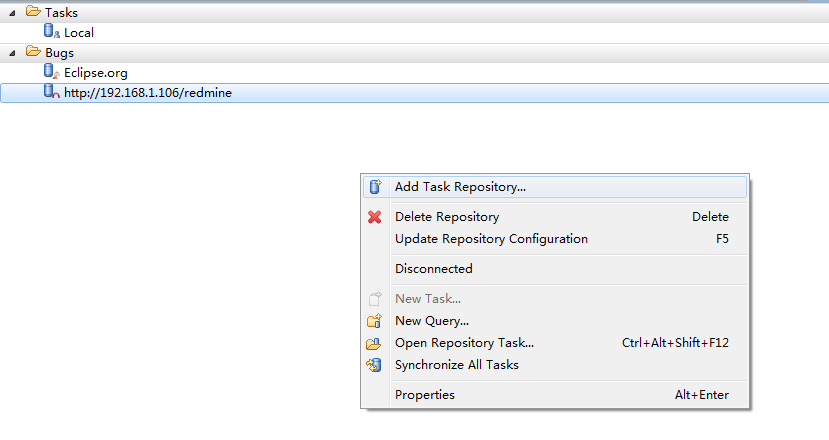 Tasks
Local
Bugs
Eclipse.org
http://192.168.1.106/redmine
Add Task Repository...
Delete Repository Delete
Update Repository Configuration F5
Disconnected
New Task...
New Query...
Open Repository Task... Ctrl+Alt+Shift+F12
Synchronize All Tasks
Properties Alt+Enter